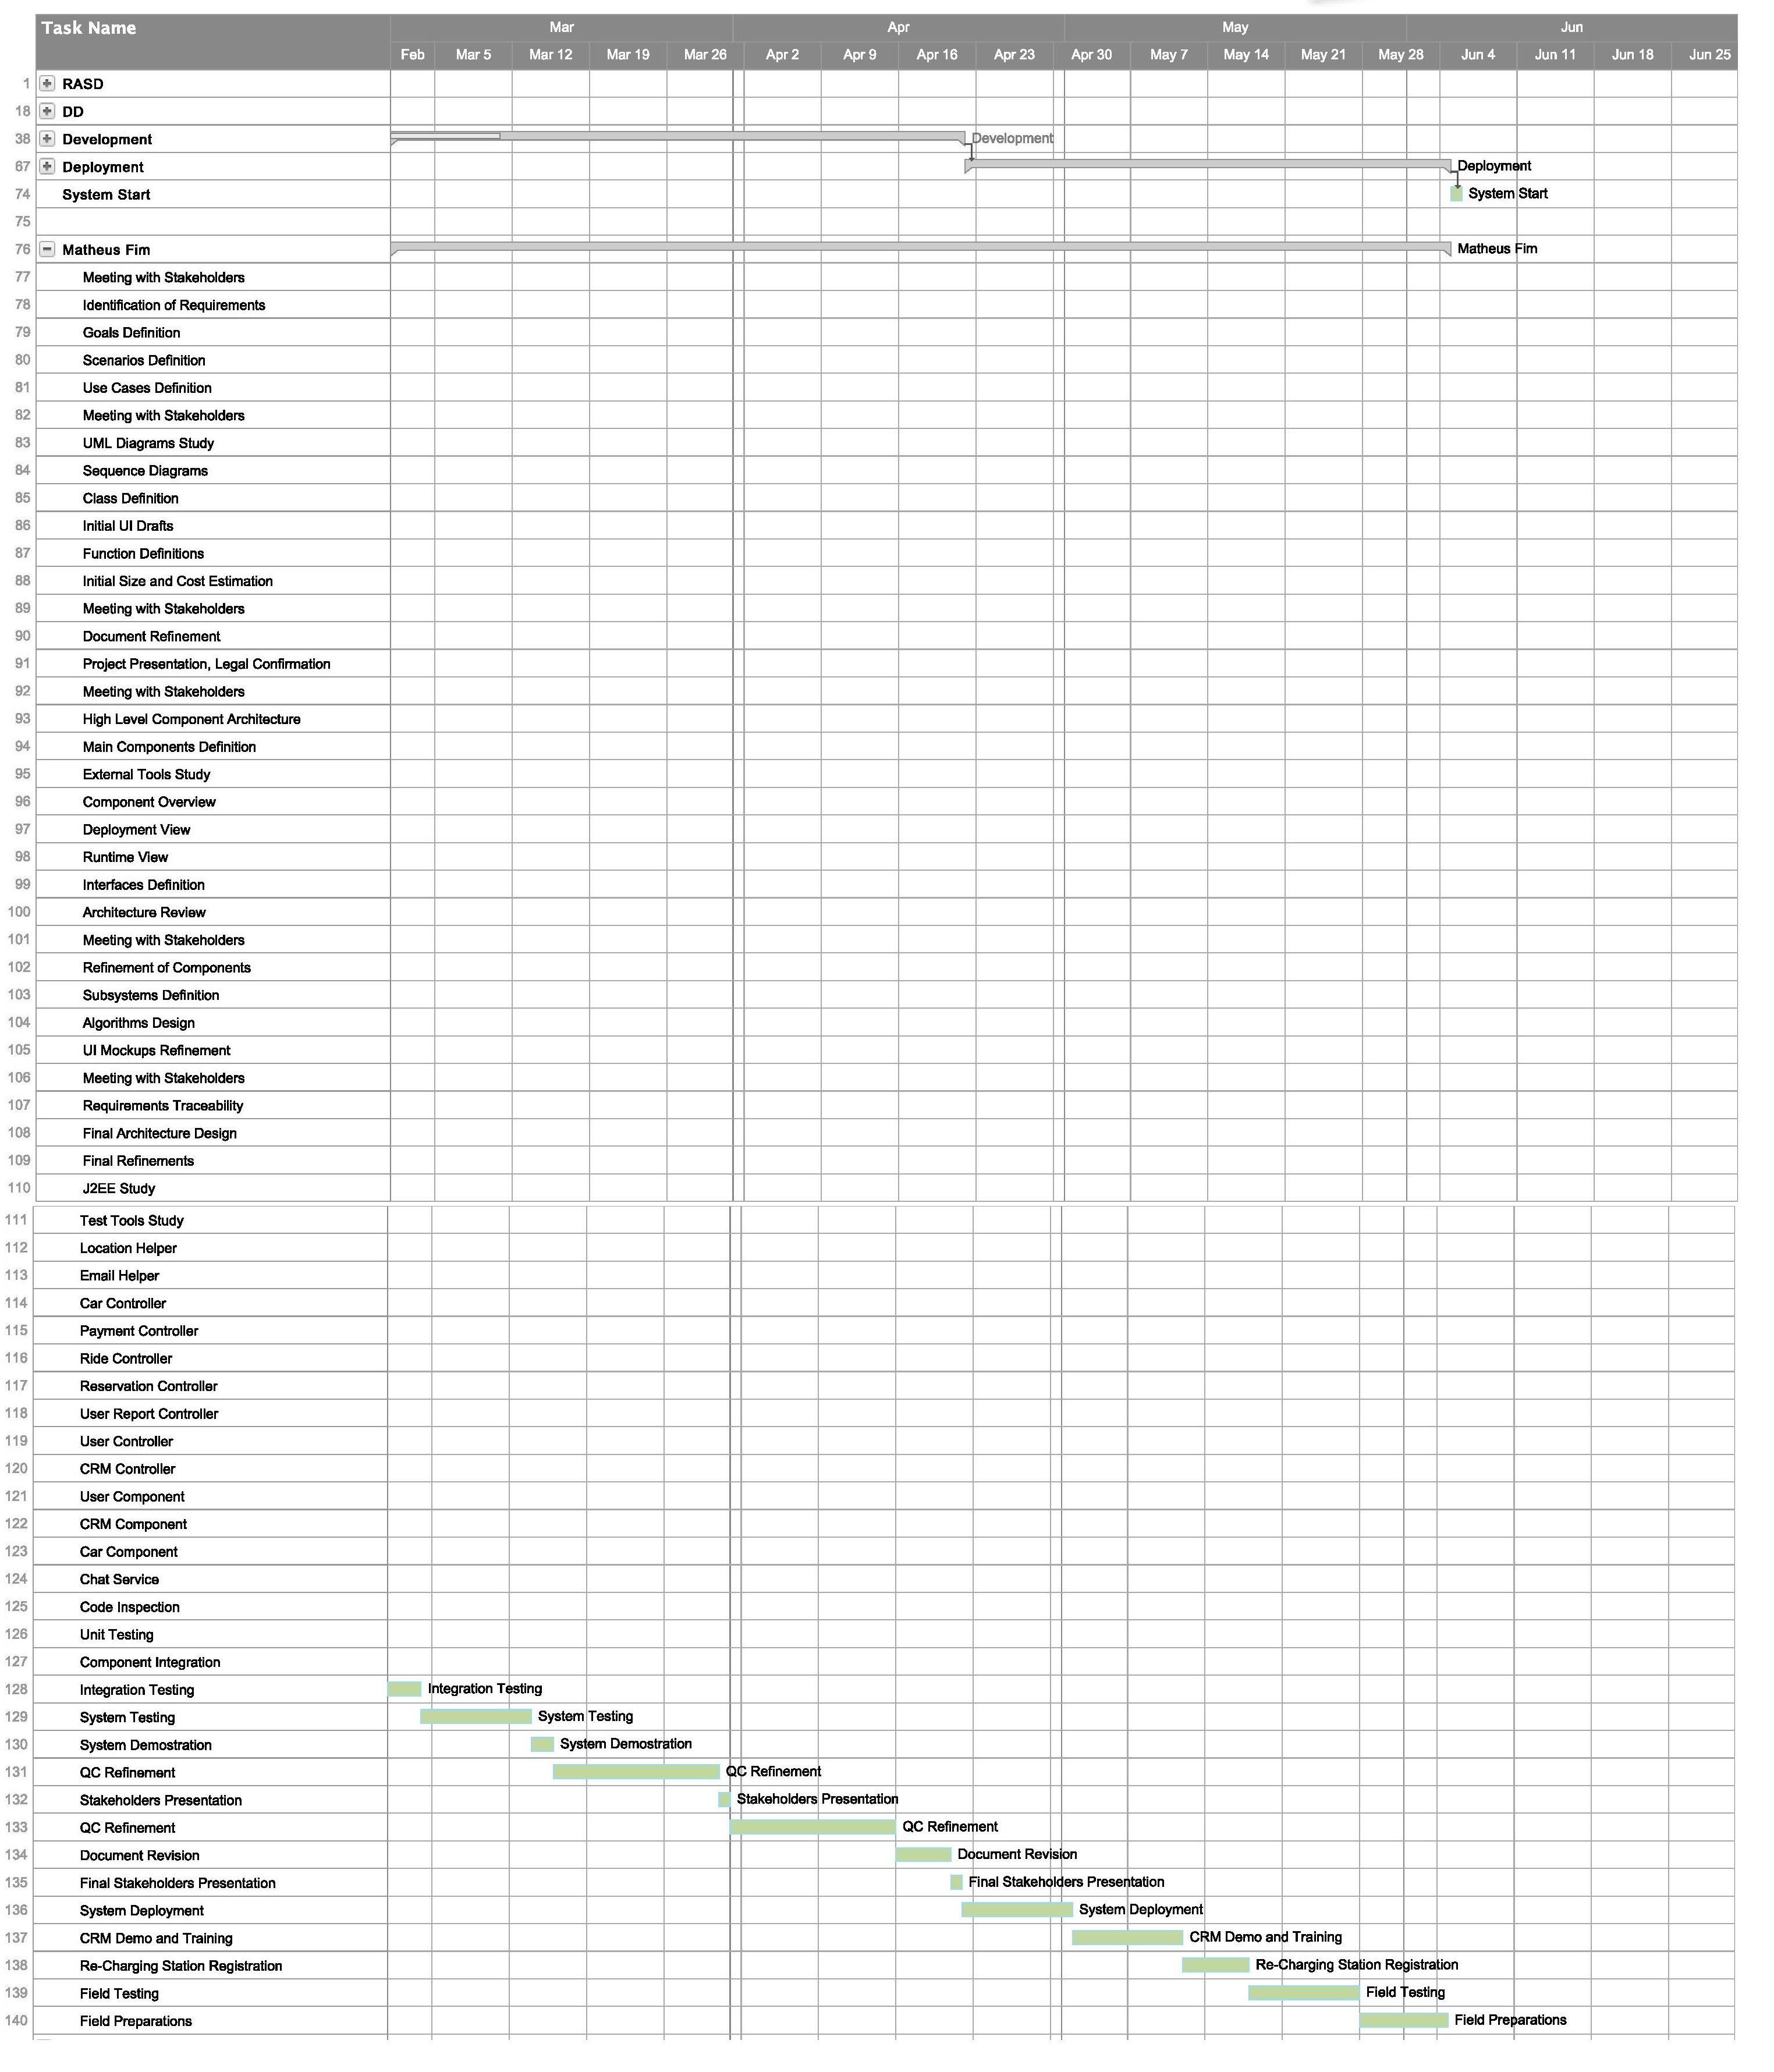 Task Name Mar Apr May Jun
Feb Mar 5 Mar 12 Mar 19 Mar 26 Apr 2 Apr 9 Apr 16 Apr 23 Apr 30 May 7 May 14 May 21 May 28 Jun 4 Jun 11 Jun 18 Jun 25
1 RASD
18 DD
38 Development Development
67 Deployment Deployment
74 System Start System Start
75
76 Matheus Fim Matheus Fim
77 Meeting with Stakeholders
78 Identification of Requirements
79 Goals Definition
80 Scenarios Definition
81 Use Cases Definition
82 Meeting with Stakeholders
83 UML Diagrams Study
84 Sequence Diagrams
85 Class Definition
86 Initial UI Drafts
87 Function Definitions
88 Initial Size and Cost Estimation
89 Meeting with Stakeholders
90 Document Refinement
91 Project Presentation, Legal Confirmation
92 Meeting with Stakeholders
93 High Level Component Architecture
94 Main Components Definition
95 External Tools Study
96 Component Overview
97 Deployment View
98 Runtime View
99 Interfaces Definition
100 Architecture Review
101 Meeting with Stakeholders
102 Refinement of Components
103 Subsystems Definition
104 Algorithms Design
105 UI Mockups Refinement
106 Meeting with Stakeholders
107 Requirements Traceability
108 Final Architecture Design
109 Final Refinements
110 J2EE Study
111 Test Tools Study
112 Location Helper
113 Email Helper
114 Car Controller
115 Payment Controller
116 Ride Controller
117 Reservation Controller
118 User Report Controller
119 User Controller
120 CRM Controller
121 User Component
122 CRM Component
123 Car Component
124 Chat Service
125 Code Inspection
126 Unit Testing
127 Component Integration
128 Integration Testing Integration Testing
129 System Testing System Testing
130 System Demostration System Demostration
131 QC Refinement QC Refinement
132 Stakeholders Presentation Stakeholders Presentation
133 QC Refinement QC Refinement
134 Document Revision Document Revision
135 Final Stakeholders Presentation Final Stakeholders Presentation
136 System Deployment System Deployment
137 CRM Demo and Training CRM Demo and Training
138 Re-Charging Station Registration Re-Charging Station Registration
139 Field Testing Field Testing
140 Field Preparations Field Preparations